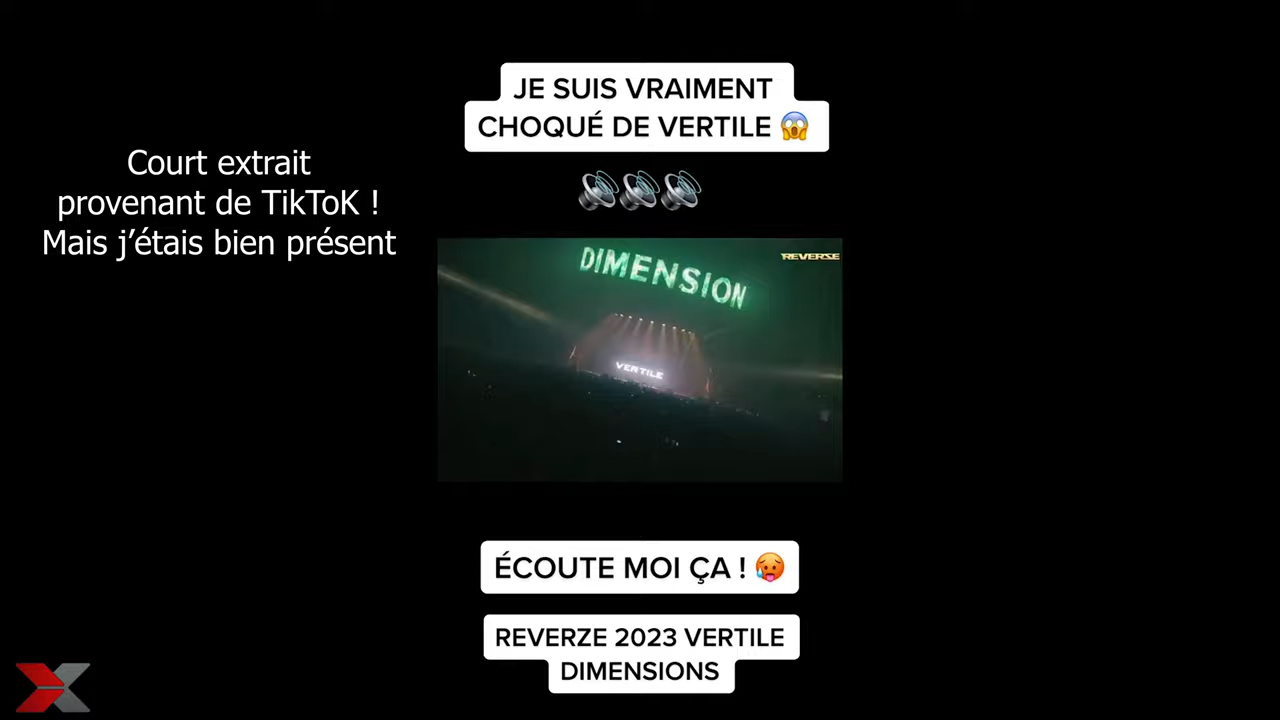 JE SUIS VRAIMENT
CHOQUÉ DE VERTILE 😱
🔊🔊🔊
Court extrait
provenant de TikToK !
Mais j’étais bien présent
DIMENSION
REVERSE
VERTILE
ÉCOUTE MOI ÇA ! 🥵
REVERZE 2023 VERTILE
DIMENSIONS